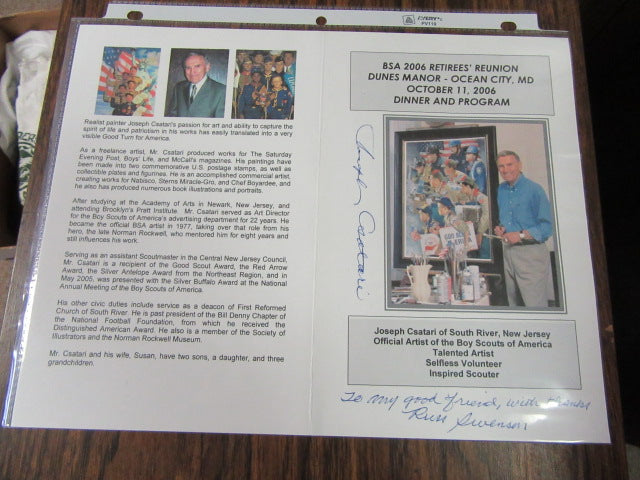 Realist painter Joseph Csatari's passion for art and ability to capture the
spirit of life and patriotism in his works has easily translated into a very
visible Good Turn for America.
As a freelance artist, Mr. Csatari produced works for The Saturday
Evening Post, Boys' Life, and McCall's magazines. His paintings have
been made into two commemorative U.S. postage stamps, as well as
collectible plates and figurines. He is an accomplished commercial artist,
creating works for Nabisco, Sterns Miracle-Gro, and Chef Boyardee, and
he also has produced numerous book illustrations and portraits.
After studying at the Academy of Arts in Newark, New Jersey, and
attending Brooklyn's Pratt Institute. Mr. Csatari served as Art Director
for the Boy Scouts of America's advertising department for 22 years. He
became the official BSA artist in 1977, taking over that role from his
hero, the late Norman Rockwell, who mentored him for eight years and
still influences his work.
Serving as an assistant Scoutmaster in the Central New Jersey Council,
Mr. Csatari is a recipient of the Good Scout Award, the Red Arrow
Award, the Silver Antelope Award from the Northeast Region, and in
May 2005, was presented with the Silver Buffalo Award at the National
Annual Meeting of the Boy Scouts of America.
His other civic duties include service as a deacon of First Reformed
Church of South River. He is past president of the Bill Denny Chapter of
the National Football Foundation, from which he received the
Distinguished American Award. He also is a member of the Society of
Illustrators and the Norman Rockwell Museum.
Mr. Csatari and his wife, Susan, have two sons, a daughter, and three
grandchildren.
BSA 2006 RETIREES' REUNION
DUNES MANOR - OCEAN CITY, MD
OCTOBER 11, 2006
DINNER AND PROGRAM
Joseph Csatari
Joseph Csatari of South River, New Jersey
Official Artist of the Boy Scouts of America
Talented Artist
Selfless Volunteer
Inspired Scouter
To my good friend, with thanks
Russ Swenson